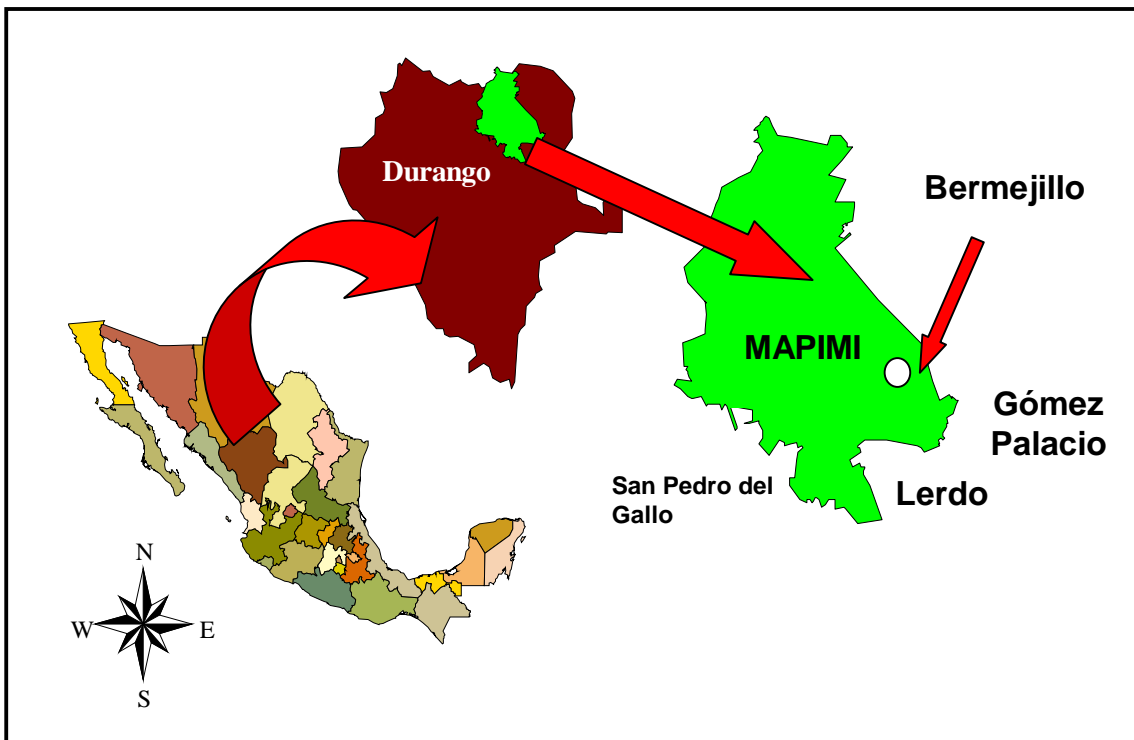 Durango
Bermejillo
MAPIMI
Gómez
Palacio
San Pedro del
Gallo
Lerdo
N
W
E
S